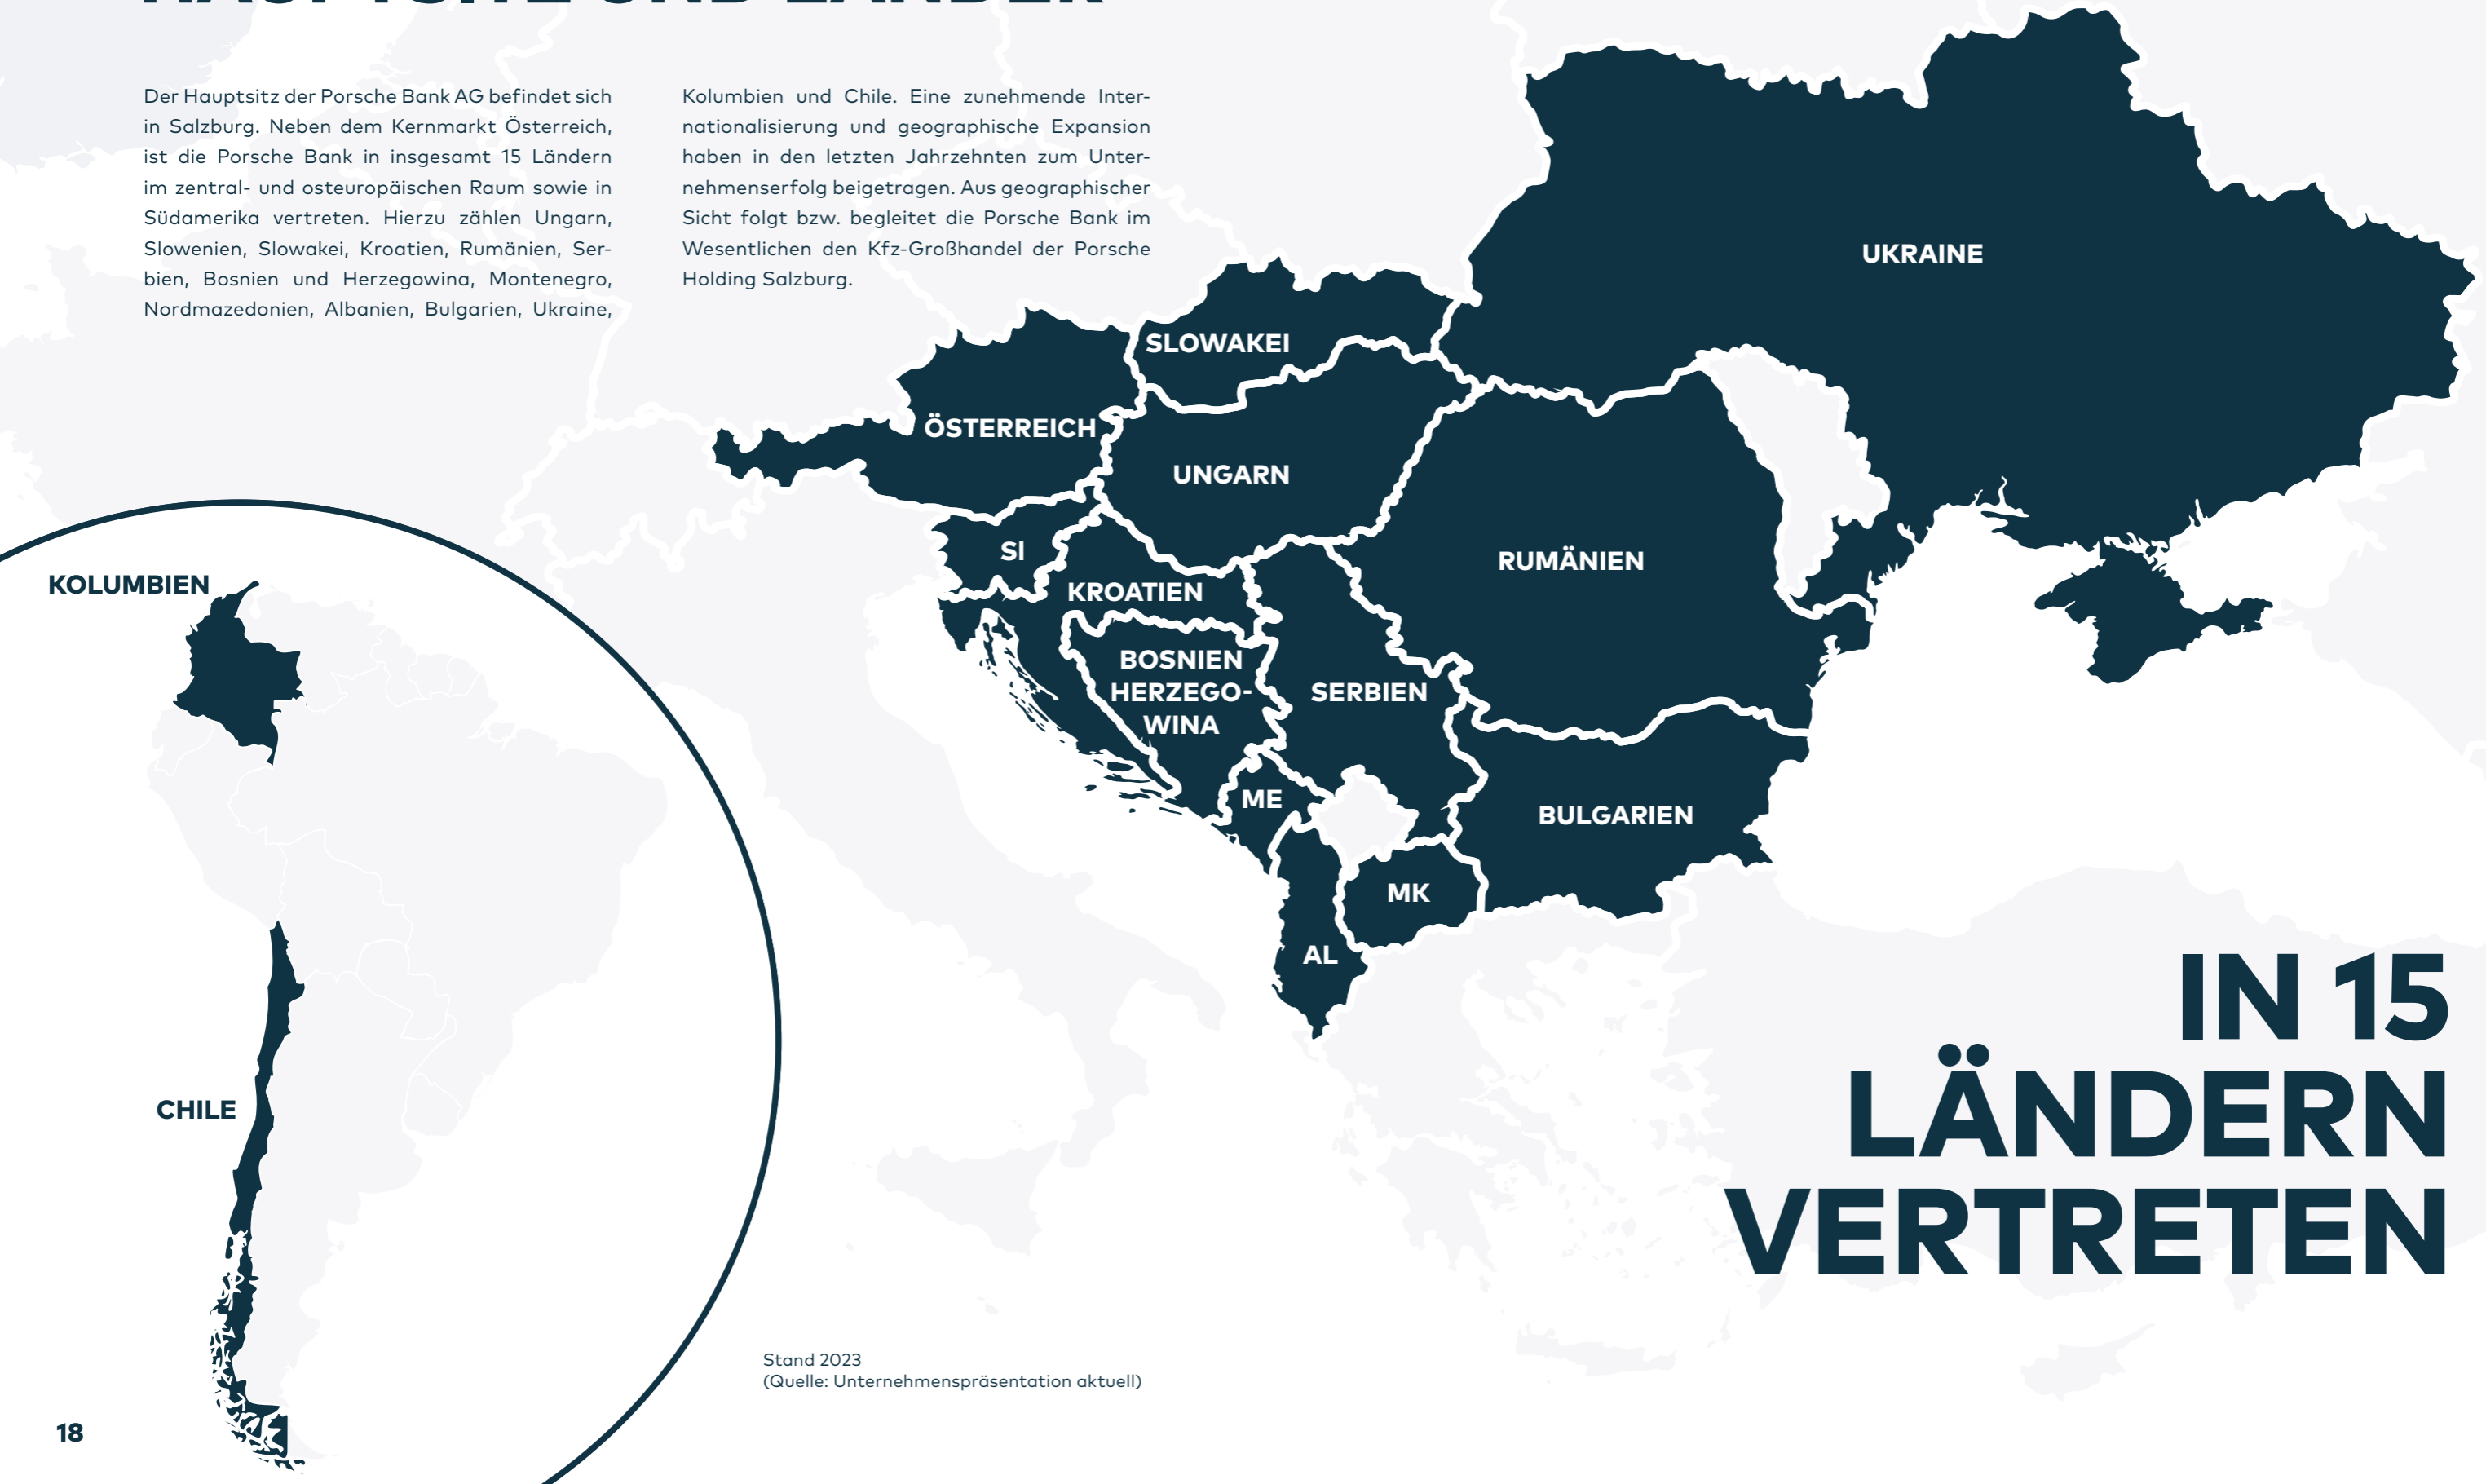 HAUPTSITZ UND LÄNDER
Der Hauptsitz der Porsche Bank AG befindet sich
in Salzburg. Neben dem Kernmarkt Österreich,
ist die Porsche Bank in insgesamt 15 Ländern
im zentral- und osteuropäischen Raum sowie in
Südamerika vertreten. Hierzu zählen Ungarn,
Slowenien, Slowakei, Kroatien, Rumänien, Ser-
bien, Bosnien und Herzegowina, Montenegro,
Nordmazedonien, Albanien, Bulgarien, Ukraine,
Kolumbien und Chile. Eine zunehmende Inter-
nationalisierung und geographische Expansion
haben in den letzten Jahrzehnten zum Unter-
nehmenserfolg beigetragen. Aus geographischer
Sicht folgt bzw. begleitet die Porsche Bank im
Wesentlichen den Kfz-Großhandel der Porsche
Holding Salzburg.
UKRAINE
SLOWAKEI
ÖSTERREICH
UNGARN
SI
RUMÄNIEN
KROATIEN
BOSNIEN
HERZEGO-
WINA
SERBIEN
ME
BULGARIEN
MK
AL
KOLUMBIEN
CHILE
IN 15
LÄNDERN
VERTRETEN
Stand 2023
(Quelle: Unternehmenspräsentation aktuell)
18